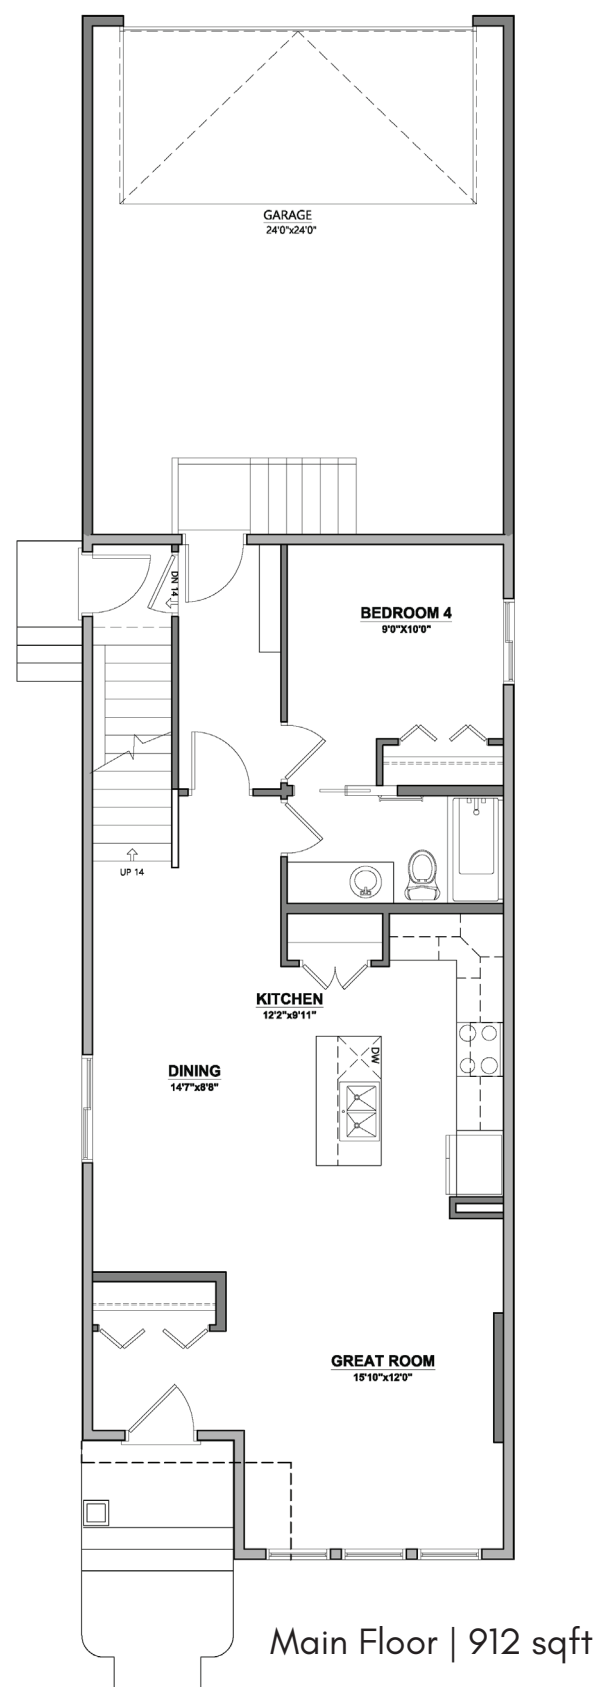 GARAGE
24'0"x24'0"
DN 14
BEDROOM 4
9'0"X10'0"
UP 14
KITCHEN
12'2"x9'11"
DW
DINING
14'7"x8'8"
GREAT ROOM
15'10"x12'0"
Main Floor | 912 sqft